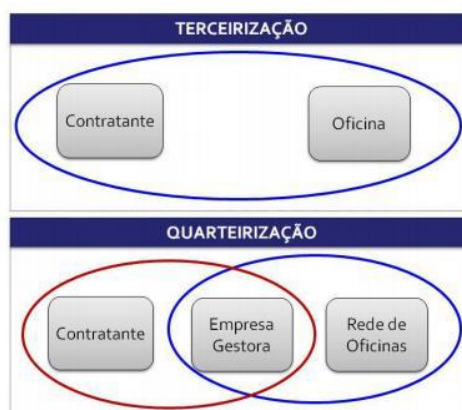 TERCEIRIZAÇÃO
Contratante
Oficina
QUARTEIRIZAÇÃO
Contratante
Empresa
Gestora
Rede de
Oficinas